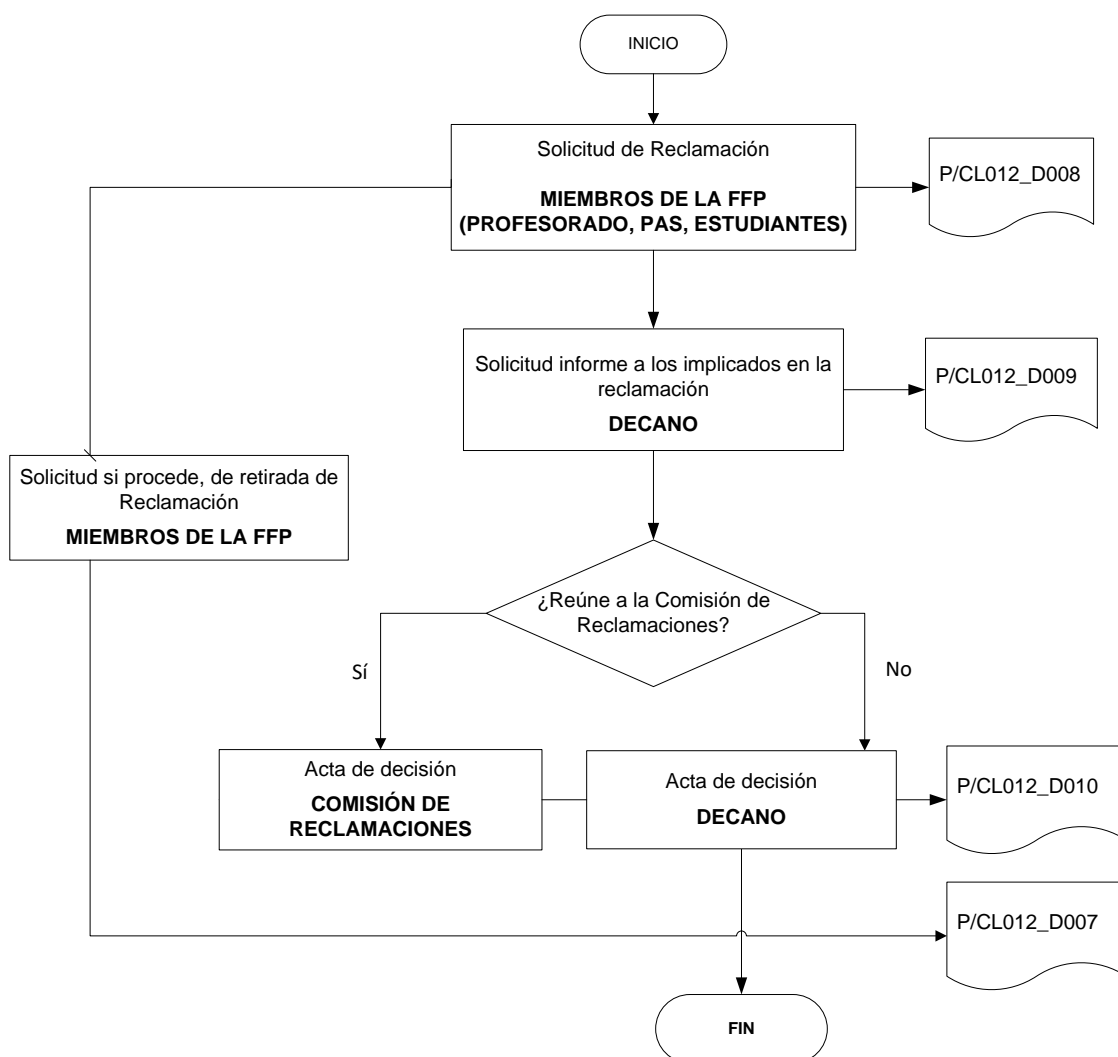 INICIO
Solicitud de Reclamación
MIEMBROS DE LA FFP
(PROFESORADO, PAS, ESTUDIANTES)
P/CL012_D008
Solicitud informe a los implicados en la
reclamación
DECANO
P/CL012_D009
Solicitud si procede, de retirada de
Reclamación
MIEMBROS DE LA FFP
¿Reúne a la Comisión de
Reclamaciones?
Sí
No
Acta de decisión
COMISIÓN DE
RECLAMACIONES
Acta de decisión
DECANO
P/CL012_D010
P/CL012_D007
FIN